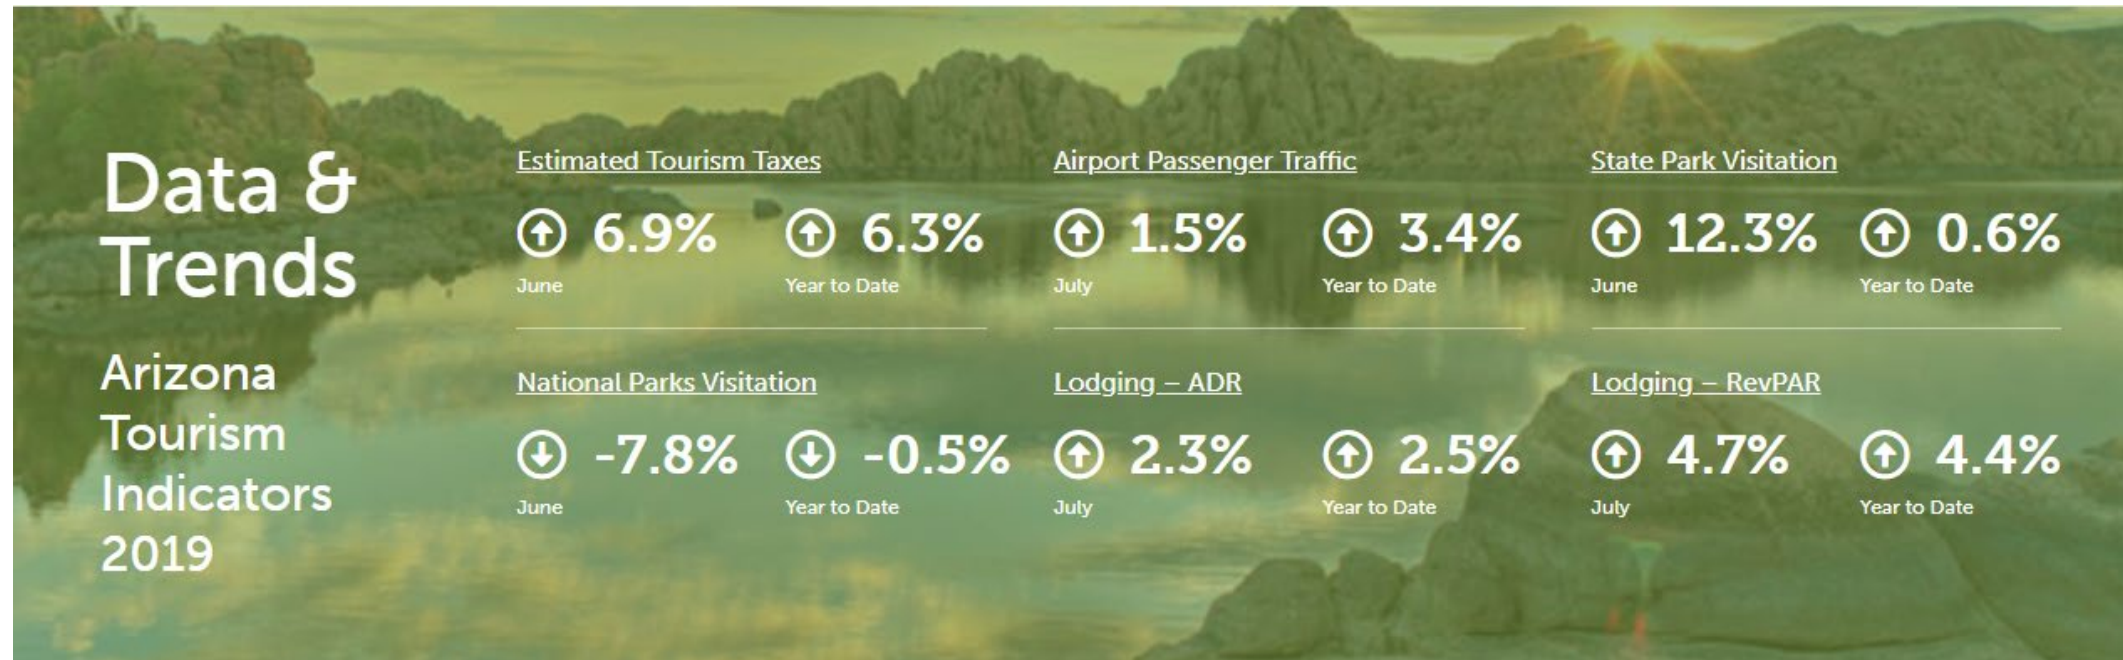 Data &
Trends
Arizona
Tourism
Indicators
2019
Estimated Tourism Taxes
6.9%
June
6.3%
Year to Date
Airport Passenger Traffic
1.5%
July
3.4%
Year to Date
State Park Visitation
12.3%
June
0.6%
Year to Date
National Parks Visitation
-7.8%
June
-0.5%
Year to Date
Lodging – ADR
2.3%
July
2.5%
Year to Date
Lodging – RevPAR
4.7%
July
4.4%
Year to Date